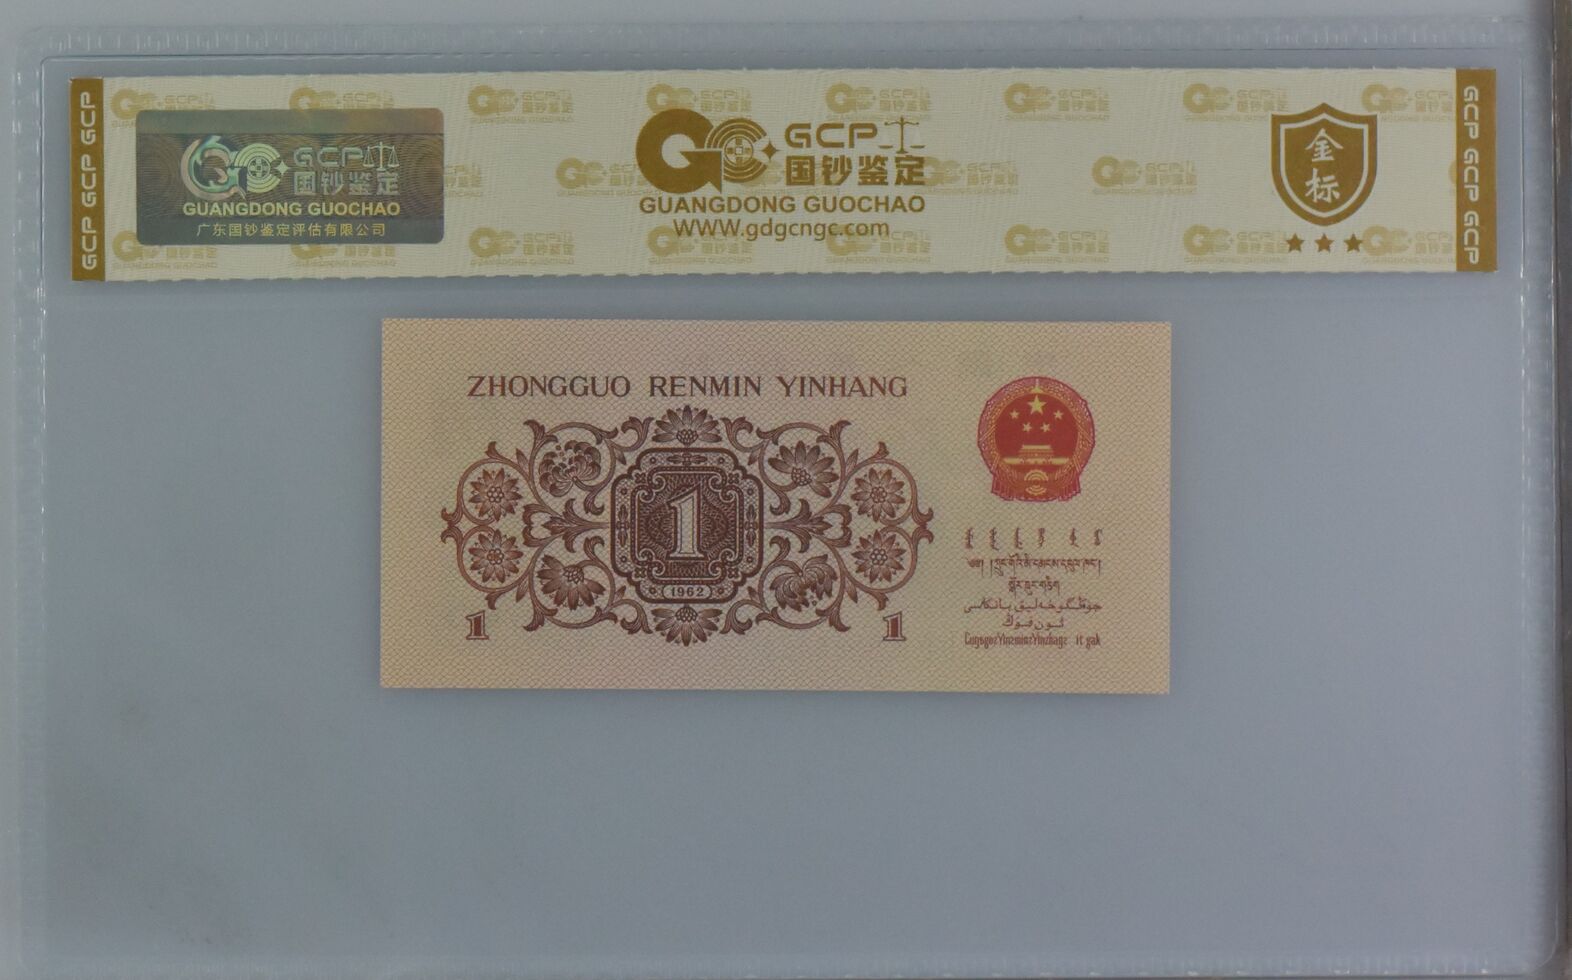 GCP GCP GCP
GCP
国钞鉴定
GUANGDONG GUOCHAO
广东国钞鉴定评估有限公司
GCP
国钞鉴定
GUANGDONG GUOCHAO
WWW.gdgcngc.com
金
标
GCP GCP GCP
ZHONGGUO RENMIN YINHANG
1
(1962)
1
1